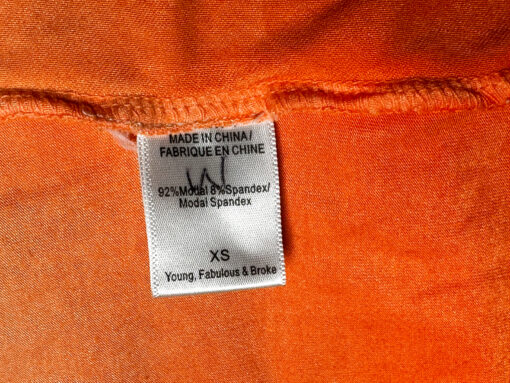 MADE IN CHINA/
FABRIQUE EN CHINE
92%Modal 8%Spandex/
Modal Spandex
XS
Young, Fabulous & Broke